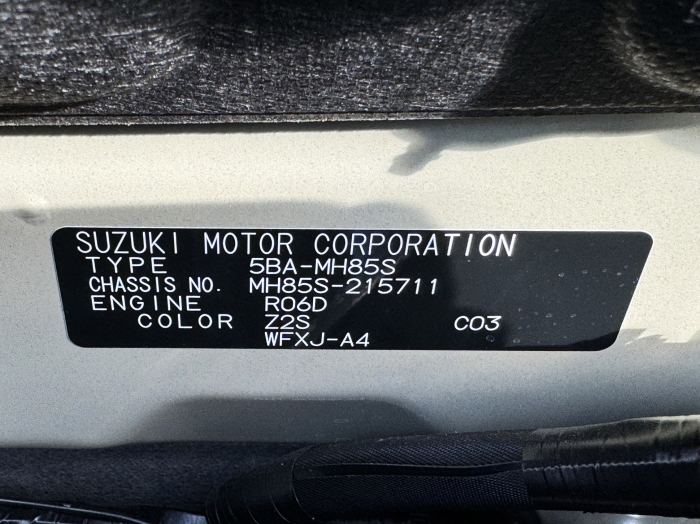 SUZUKI MOTOR CORPORATION
TYPE 5BA-MH85S
CHASSIS NO. MH85S-215711
ENGINE R06D
COLOR Z2S C03
WFXJ-A4